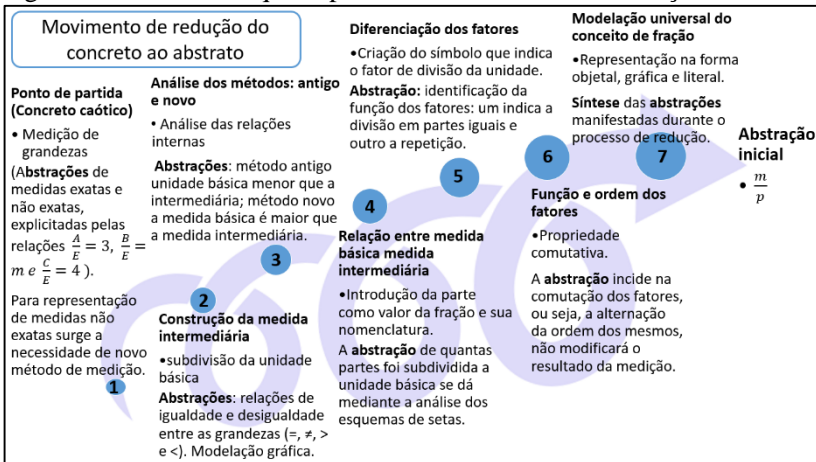 Movimento de redução do
concreto ao abstrato
Ponto de partida
(Concreto caótico)
• Medição de
grandezas
(Abstrações de
medidas exatas e
não exatas,
explicitadas pelas
relações A/E = 3, B/E =
m e C/E = 4 ).
Para representação
de medidas não
exatas surge a
necessidade de novo
método de medição.
1
Análise dos métodos: antigo
e novo
• Análise das relações
internas
Abstrações: método antigo
unidade básica menor que a
intermediária; método novo
a medida básica é maior que
a medida intermediária.
3
2
Construção da medida
intermediária
•subdivisão da unidade
básica
Abstrações: relações de
igualdade e desigualdade
entre as grandezas (=, ≠, >
e <). Modelação gráfica.
Diferenciação dos fatores
•Criação do símbolo que indica
o fator de divisão da unidade.
Abstração: identificação da
função dos fatores: um indica a
divisão em partes iguais e
outro a repetição.
5
4
Relação entre medida
básica medida
intermediária
•Introdução da parte
como valor da fração e sua
nomenclatura.
A abstração de quantas
partes foi subdividida a
unidade básica se dá
mediante a análise dos
esquemas de setas.
Modelação universal do
conceito de fração
•Representação na forma
objetal, gráfica e literal.
Síntese das abstrações
manifestadas durante o
processo de redução.
7
6
Função e ordem dos
fatores
•Propriedade
comutativa.
A abstração incide na
comutação dos fatores,
ou seja, a alternação
da ordem dos mesmos,
não modificará o
resultado da medição.
Abstração
inicial
• m/p